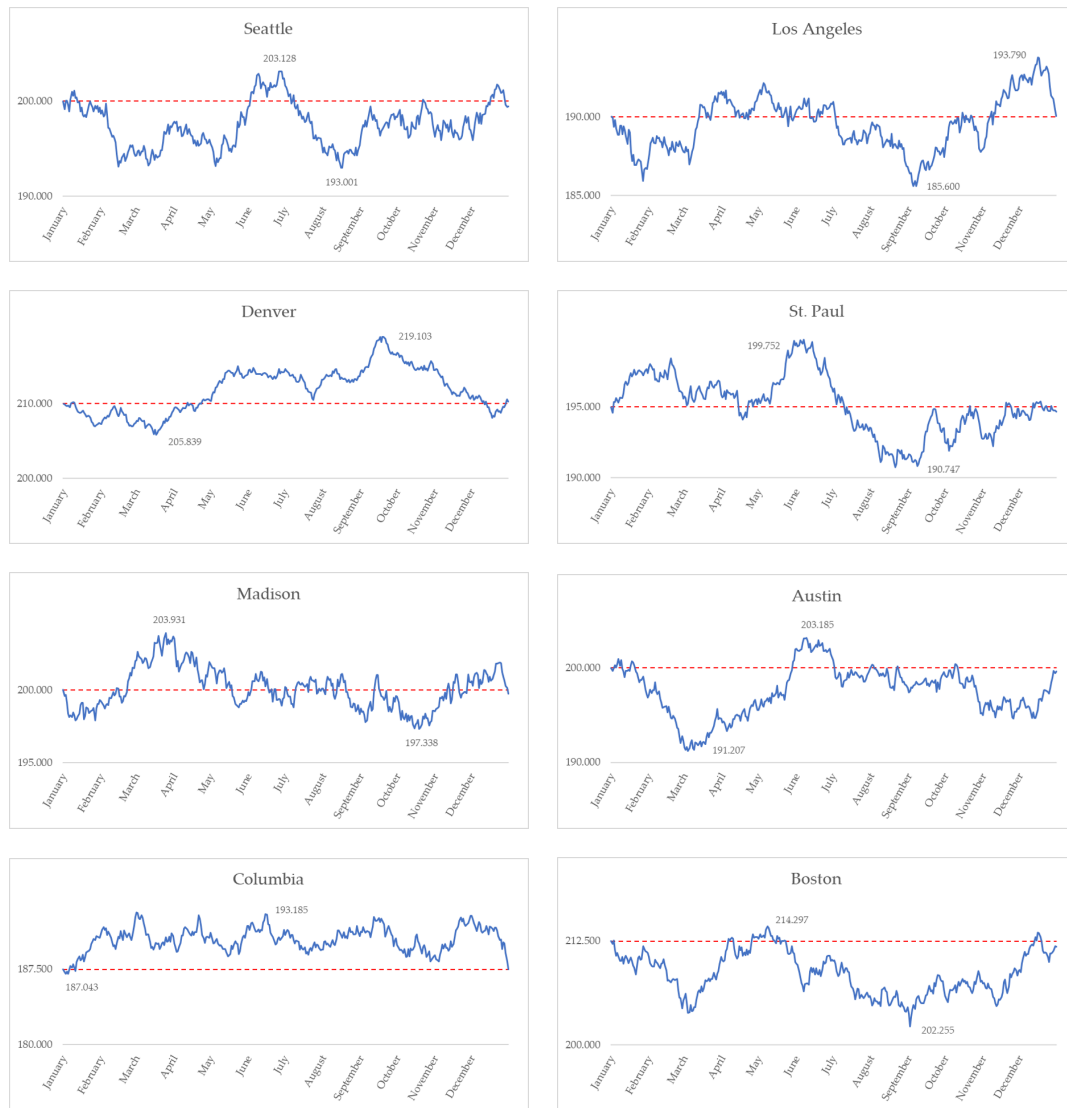 Seattle
203.128
200.000
193.001
190.000
January
February
March
April
May
June
July
August
September
October
November
December
Los Angeles
193.790
190.000
185.600
185.000
January
February
March
April
May
June
July
August
September
October
November
December
Denver
219.103
210.000
205.839
200.000
January
February
March
April
May
June
July
August
September
October
November
December
St. Paul
199.752
195.000
190.747
190.000
January
February
March
April
May
June
July
August
September
October
November
December
Madison
203.931
200.000
197.338
195.000
January
February
March
April
May
June
July
August
September
October
November
December
Austin
203.185
200.000
191.207
190.000
January
February
March
April
May
June
July
August
September
October
November
December
Columbia
193.185
187.500
187.043
180.000
January
February
March
April
May
June
July
August
September
October
November
December
Boston
214.297
212.500
202.255
200.000
January
February
March
April
May
June
July
August
September
October
November
December